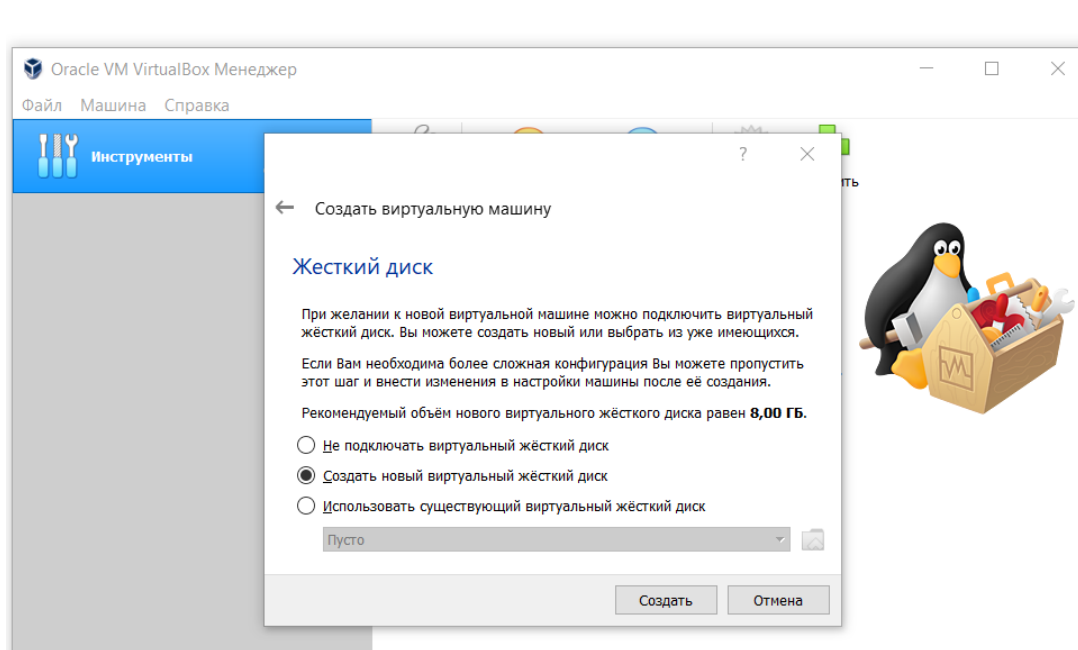 Oracle VM VirtualBox Менеджер
Файл Машина Справка
Инструменты
?
Создать виртуальную машину
Жесткий диск
При желании к новой виртуальной машине можно подключить виртуальный
жёсткий диск. Вы можете создать новый или выбрать из уже имеющихся.
Если Вам необходима более сложная конфигурация Вы можете пропустить
этот шаг и внести изменения в настройки машины после её создания.
Рекомендуемый объём нового виртуального жёсткого диска равен 8,00 ГБ.
Не подключать виртуальный жёсткий диск
Создать новый виртуальный жёсткий диск
Использовать существующий виртуальный жёсткий диск
Пусто
Создать Отмена